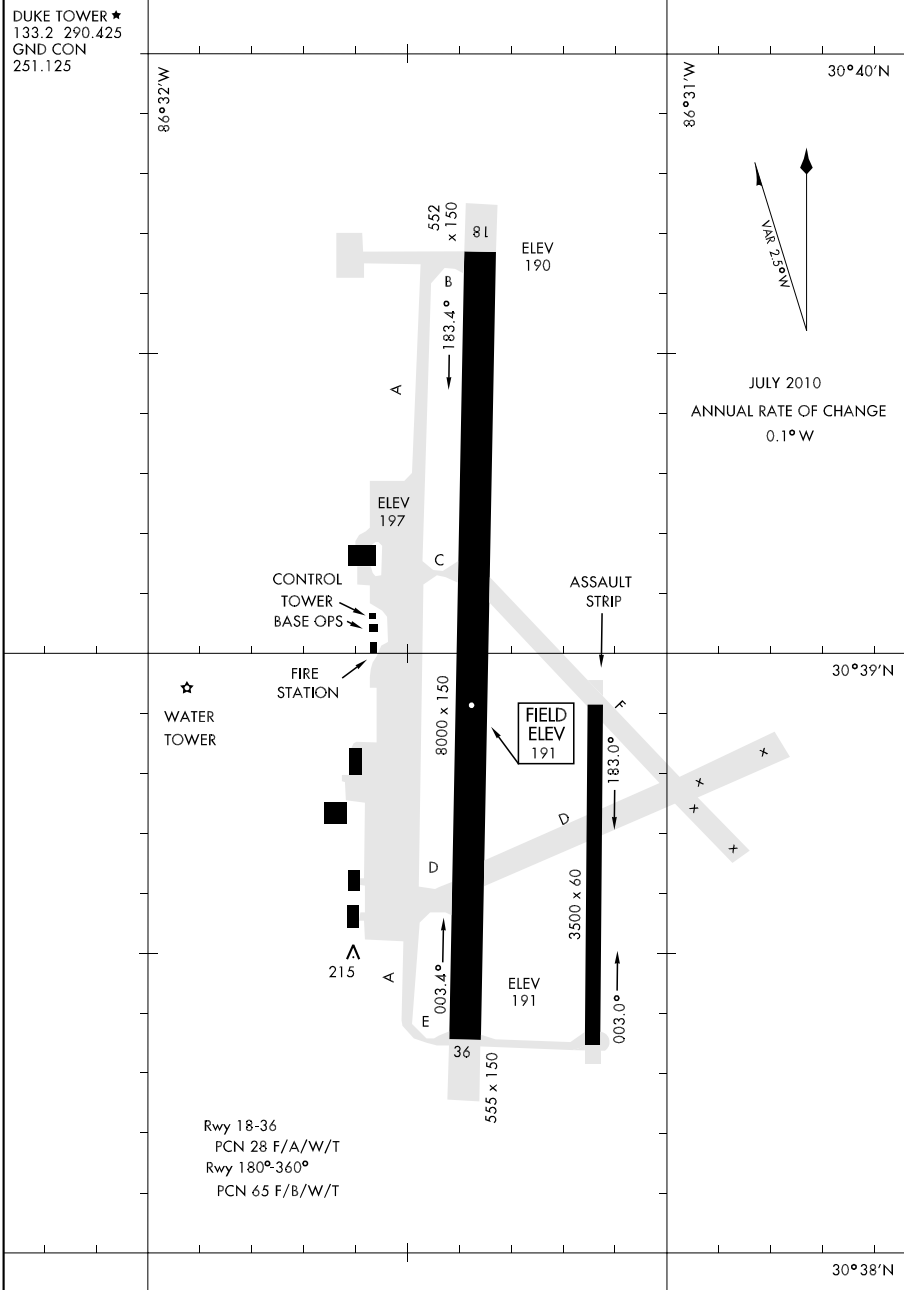 DUKE TOWER ★
133.2 290.425
GND CON
251.125
86°32'W
86°31'W
30°40'N
VAR 2.5°W
JULY 2010
ANNUAL RATE OF CHANGE
0.1° W
552
x 150
18
ELEV
190
B
183.4°
A
ELEV
197
C
CONTROL
TOWER
BASE OPS
FIRE
STATION
ASSAULT
STRIP
30°39'N
WATER
TOWER
8000 x 150
FIELD
ELEV
191
F
183.0°
x
x
x
x
D
D
3500 x 60
215
A
003.4°
E
ELEV
191
003.0°
36
555 x 150
Rwy 18-36
PCN 28 F/A/W/T
Rwy 180°-360°
PCN 65 F/B/W/T
30°38'N